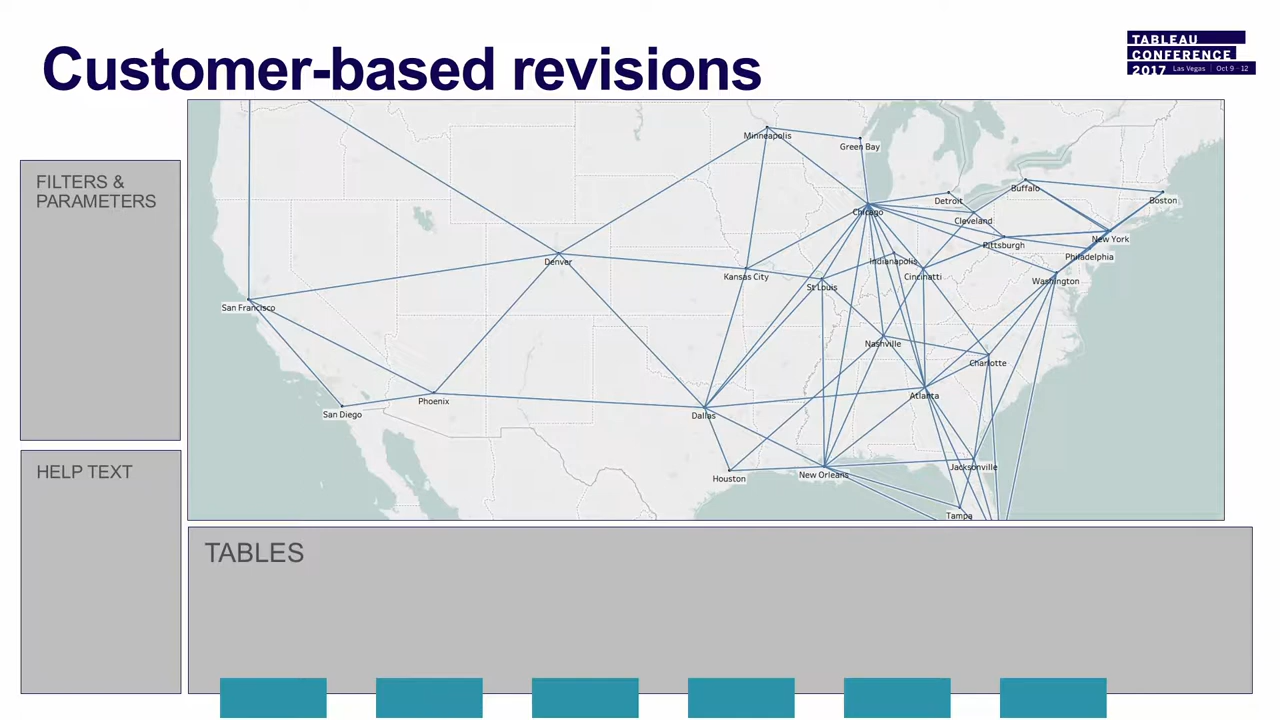 Customer-based revisions
TABLEAU
CONFERENCE
2017 Las Vegas | Oct 9 - 12
FILTERS &
PARAMETERS
HELP TEXT
Minneapolis
Green Bay
Buffalo
Detroit
Boston
Chicago
Cleveland
New York
Pittsburgh
Philadelphia
Denver
Indianapolis
Kansas City
Cincinatti
Washington
St Louis
San Francisco
Nashville
Charlotte
Atlanta
Phoenix
San Diego
Dallas
Jacksonville
Houston
New Orleans
Tampa
TABLES